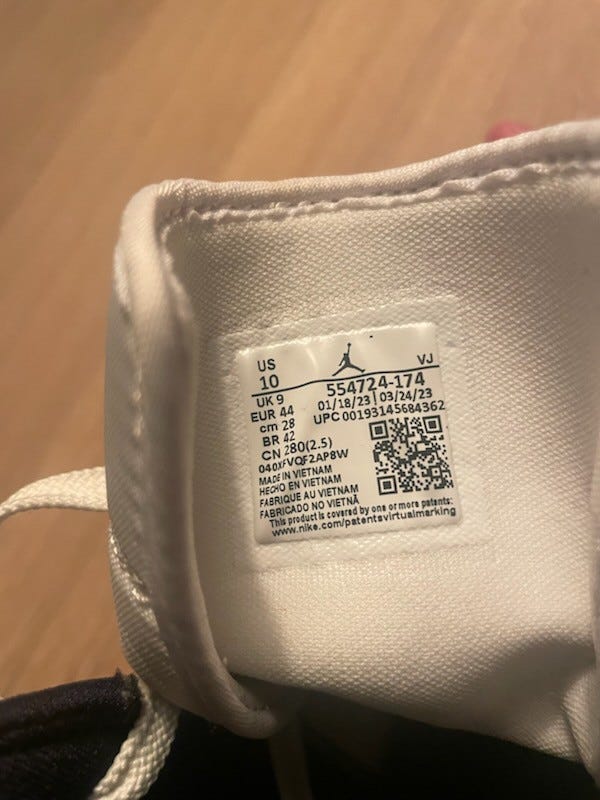 US
10
VJ
UK 9
EUR 44
cm 28
BR 42
CN 280(2.5)
554724-174
01/18/23 | 03/24/23
UPC 00193145684362
040XFVQF2AP8W
MADE IN VIETNAM
HECHO EN VIETNAM
FABRIQUE AU VIETNAM
FABRICADO NO VIETNÃ
This product is covered by one or more patents:
www.nike.com/patentsvirtualmarking